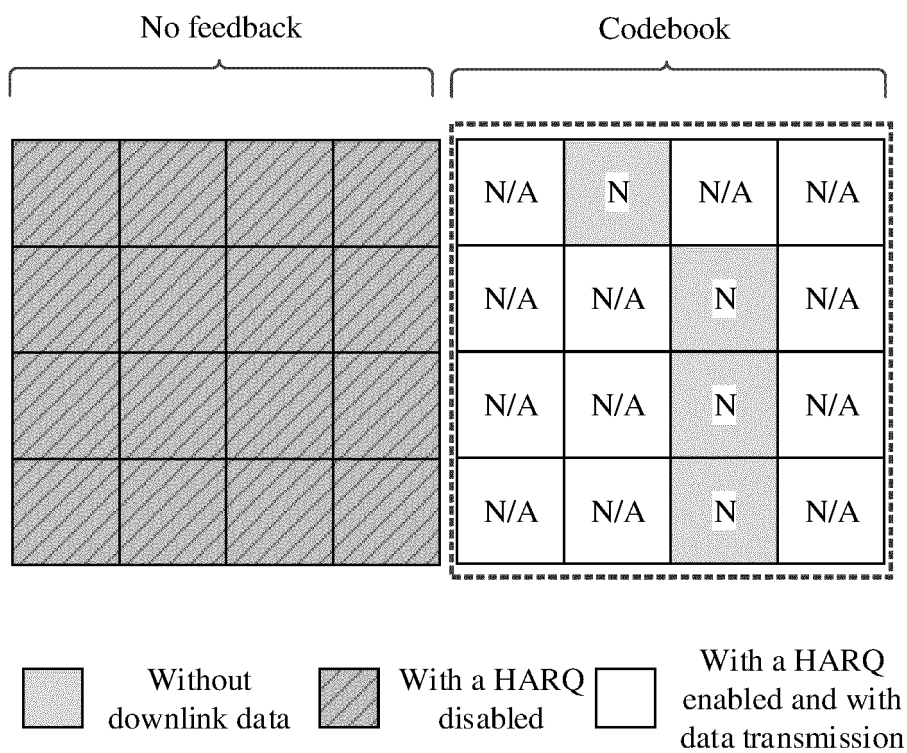 No feedback
Codebook
N/A N N/A N/A
N/A N/A N N/A
N/A N/A N N/A
N/A N/A N N/A
Without
downlink data
With a HARQ
disabled
With a HARQ
enabled and with
data transmission